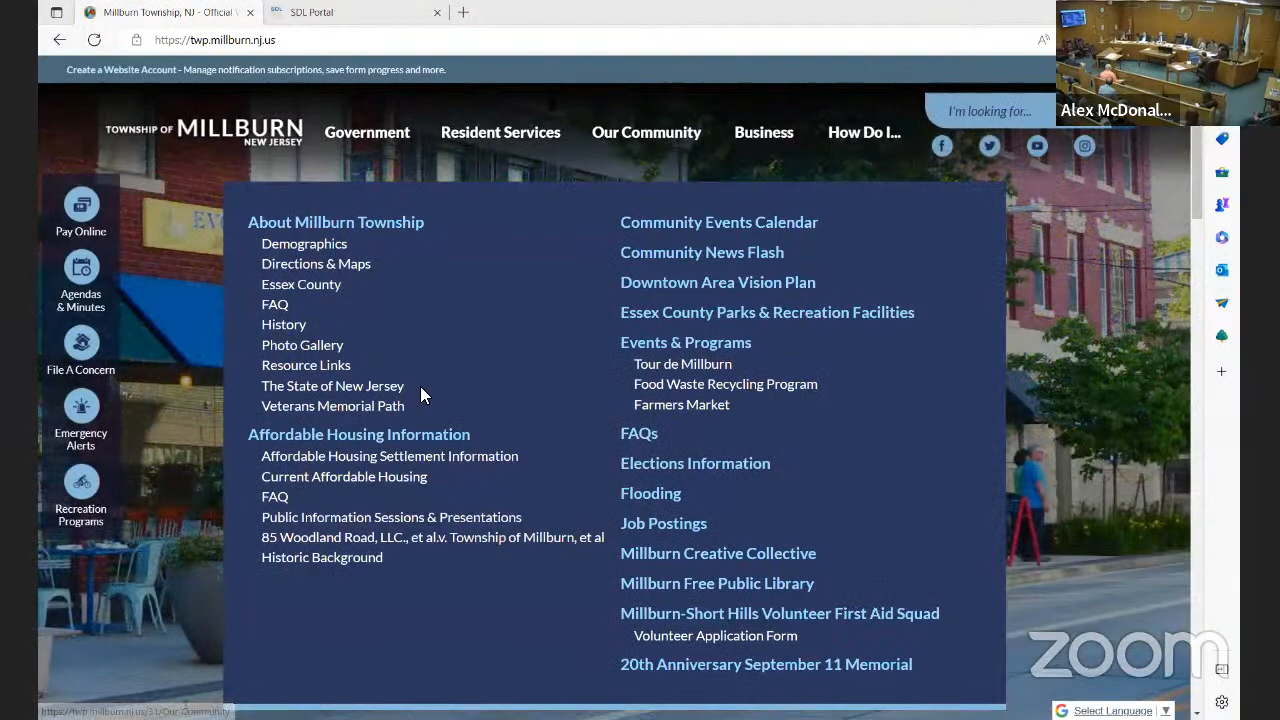 Millburn Township, NJ - Official
SDL Portal
https://twp.millburn.nj.us
Create a Website Account - Manage notification subscriptions, save form progress and more.
Alex McDonal...
TOWNSHIP OF MILLBURN
NEW JERSEY
Government
Resident Services
Our Community
Business
How Do I...
I'm looking for...
Pay Online
Agendas
& Minutes
File A Concern
Emergency
Alerts
Recreation
Programs
About Millburn Township
Demographics
Directions & Maps
Essex County
FAQ
History
Photo Gallery
Resource Links
The State of New Jersey
Veterans Memorial Path
Affordable Housing Information
Affordable Housing Settlement Information
Current Affordable Housing
FAQ
Public Information Sessions & Presentations
85 Woodland Road, LLC., et al.v. Township of Millburn, et al
Historic Background
Community Events Calendar
Community News Flash
Downtown Area Vision Plan
Essex County Parks & Recreation Facilities
Events & Programs
Tour de Millburn
Food Waste Recycling Program
Farmers Market
FAQs
Elections Information
Flooding
Job Postings
Millburn Creative Collective
Millburn Free Public Library
Millburn-Short Hills Volunteer First Aid Squad
Volunteer Application Form
20th Anniversary September 11 Memorial
zoom
Select Language
https://twp.millburn.nj.us/31/Our-Community